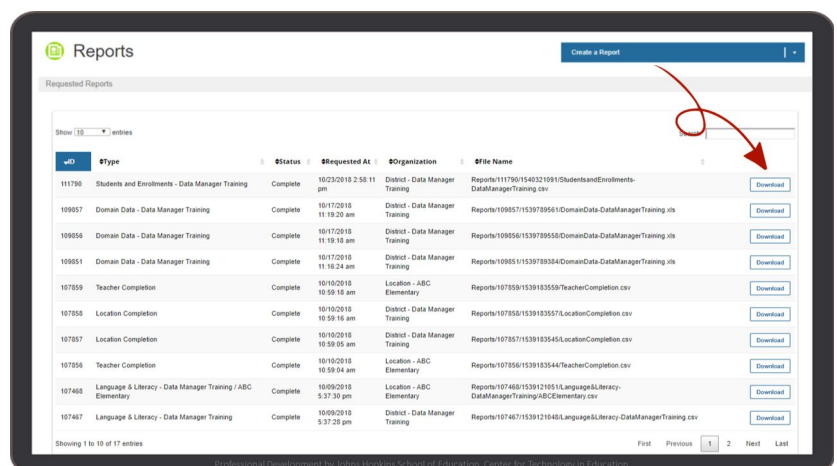 Reports
Create a Report
Requested Reports
Show 10 entries
Search:
ID Type Status Requested At Organization File Name
111790 Students and Enrollments - Data Manager Training Complete 10/23/2018 2:58:11 pm District - Data Manager Training Reports/111790/1540321091/StudentsandEnrollments-DataManagerTraining.csv Download
109857 Domain Data - Data Manager Training Complete 10/17/2018 11:19:20 am District - Data Manager Training Reports/109857/1539789561/DomainData-DataManagerTraining.xls Download
109856 Domain Data - Data Manager Training Complete 10/17/2018 11:19:18 am District - Data Manager Training Reports/109856/1539789558/DomainData-DataManagerTraining.xls Download
109851 Domain Data - Data Manager Training Complete 10/17/2018 11:16:24 am District - Data Manager Training Reports/109851/1539789384/DomainData-DataManagerTraining.xls Download
107859 Teacher Completion Complete 10/10/2018 10:59:18 am Location - ABC Elementary Reports/107859/1539183559/TeacherCompletion.csv Download
107858 Location Completion Complete 10/10/2018 10:59:16 am District - Data Manager Training Reports/107858/1539183557/LocationCompletion.csv Download
107857 Location Completion Complete 10/10/2018 10:59:05 am District - Data Manager Training Reports/107857/1539183545/LocationCompletion.csv Download
107856 Teacher Completion Complete 10/10/2018 10:59:04 am Location - ABC Elementary Reports/107856/1539183544/TeacherCompletion.csv Download
107468 Language & Literacy - Data Manager Training / ABC Elementary Complete 10/09/2018 5:37:30 pm Location - ABC Elementary Reports/107468/1539121051/Language&Literacy-DataManagerTraining/ABCElementary.csv Download
107467 Language & Literacy - Data Manager Training Complete 10/09/2018 5:37:28 pm District - Data Manager Training Reports/107467/1539121048/Language&Literacy-DataManagerTraining.csv Download
Showing 1 to 10 of 17 entries First Previous 1 2 Next Last
Professional Development by Johns Hopkins School of Education, Center for Technology in Education